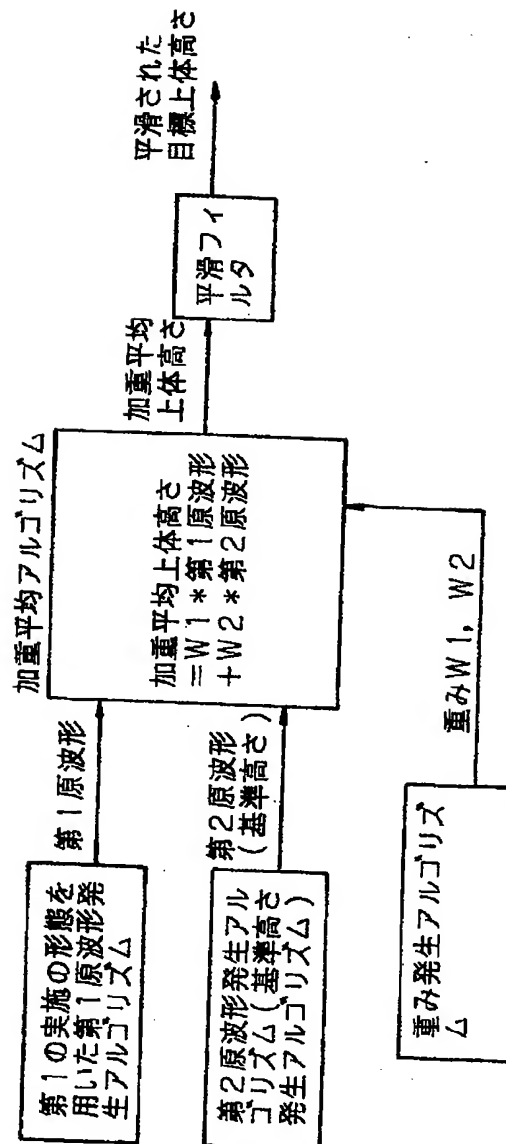 第1の実施の形態を
用いた第1原波形発
生アルゴリズム
第1原波形
第2原波形発生アル
ゴリズム(基準高さ
発生アルゴリズム)
第2原波形
(基準高さ)
重み発生アルゴリズ
ム
重みW1, W2
加重平均アルゴリズム
加重平均上体高さ
=W1*第1原波形
+W2*第2原波形
加重平均
上体高さ
平滑フィ
ルタ
平滑された
目標上体高さ